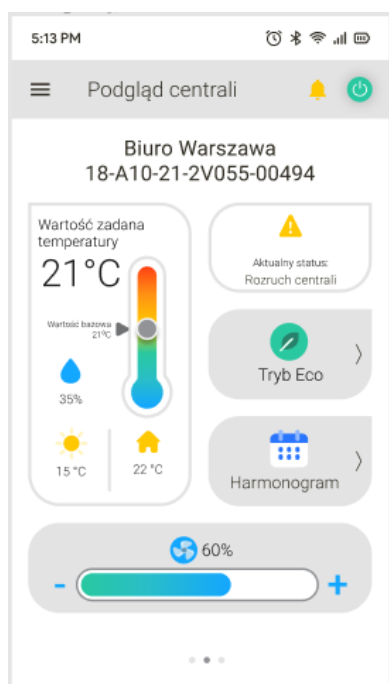 5:13 PM
Podgląd centrali
Biuro Warszawa
18-A10-21-2V055-00494
Wartość zadana
temperatury
21°C
Wartość bazowa
21°C
35%
15 °C
22 °C
Aktualny status:
Rozruch centrali
Tryb Eco
Harmonogram
60%
- +